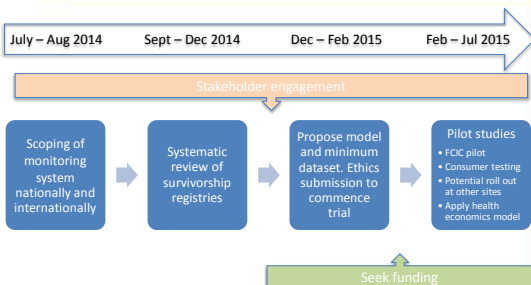 July – Aug 2014
Sept – Dec 2014
Dec – Feb 2015
Feb – Jul 2015
Stakeholder engagement
Scoping of
monitoring
system
nationally and
internationally
Systematic
review of
survivorship
registries
Propose model
and minimum
dataset. Ethics
submission to
commence
trial
Pilot studies
• FCIC pilot
• Consumer testing
• Potential roll out
at other sites
• Apply health
economics model
Seek funding